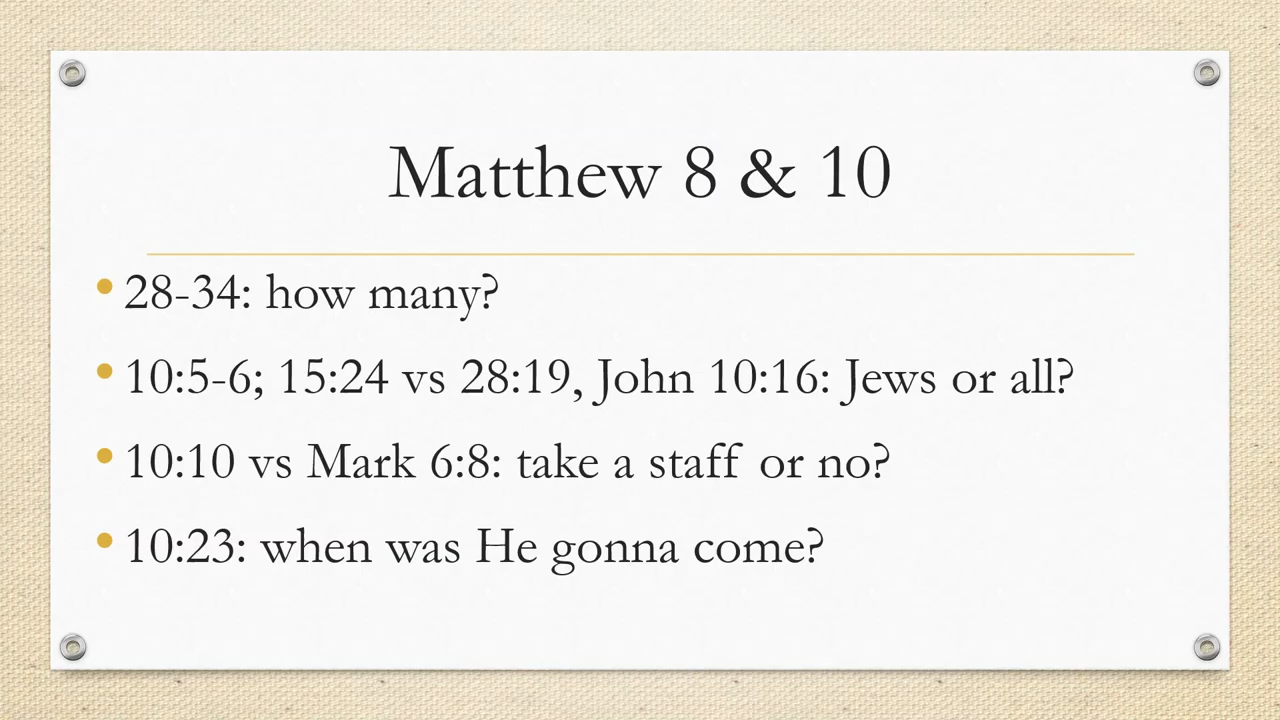 Matthew 8 & 10
• 28-34: how many?
• 10:5-6; 15:24 vs 28:19, John 10:16: Jews or all?
• 10:10 vs Mark 6:8: take a staff or no?
• 10:23: when was He gonna come?